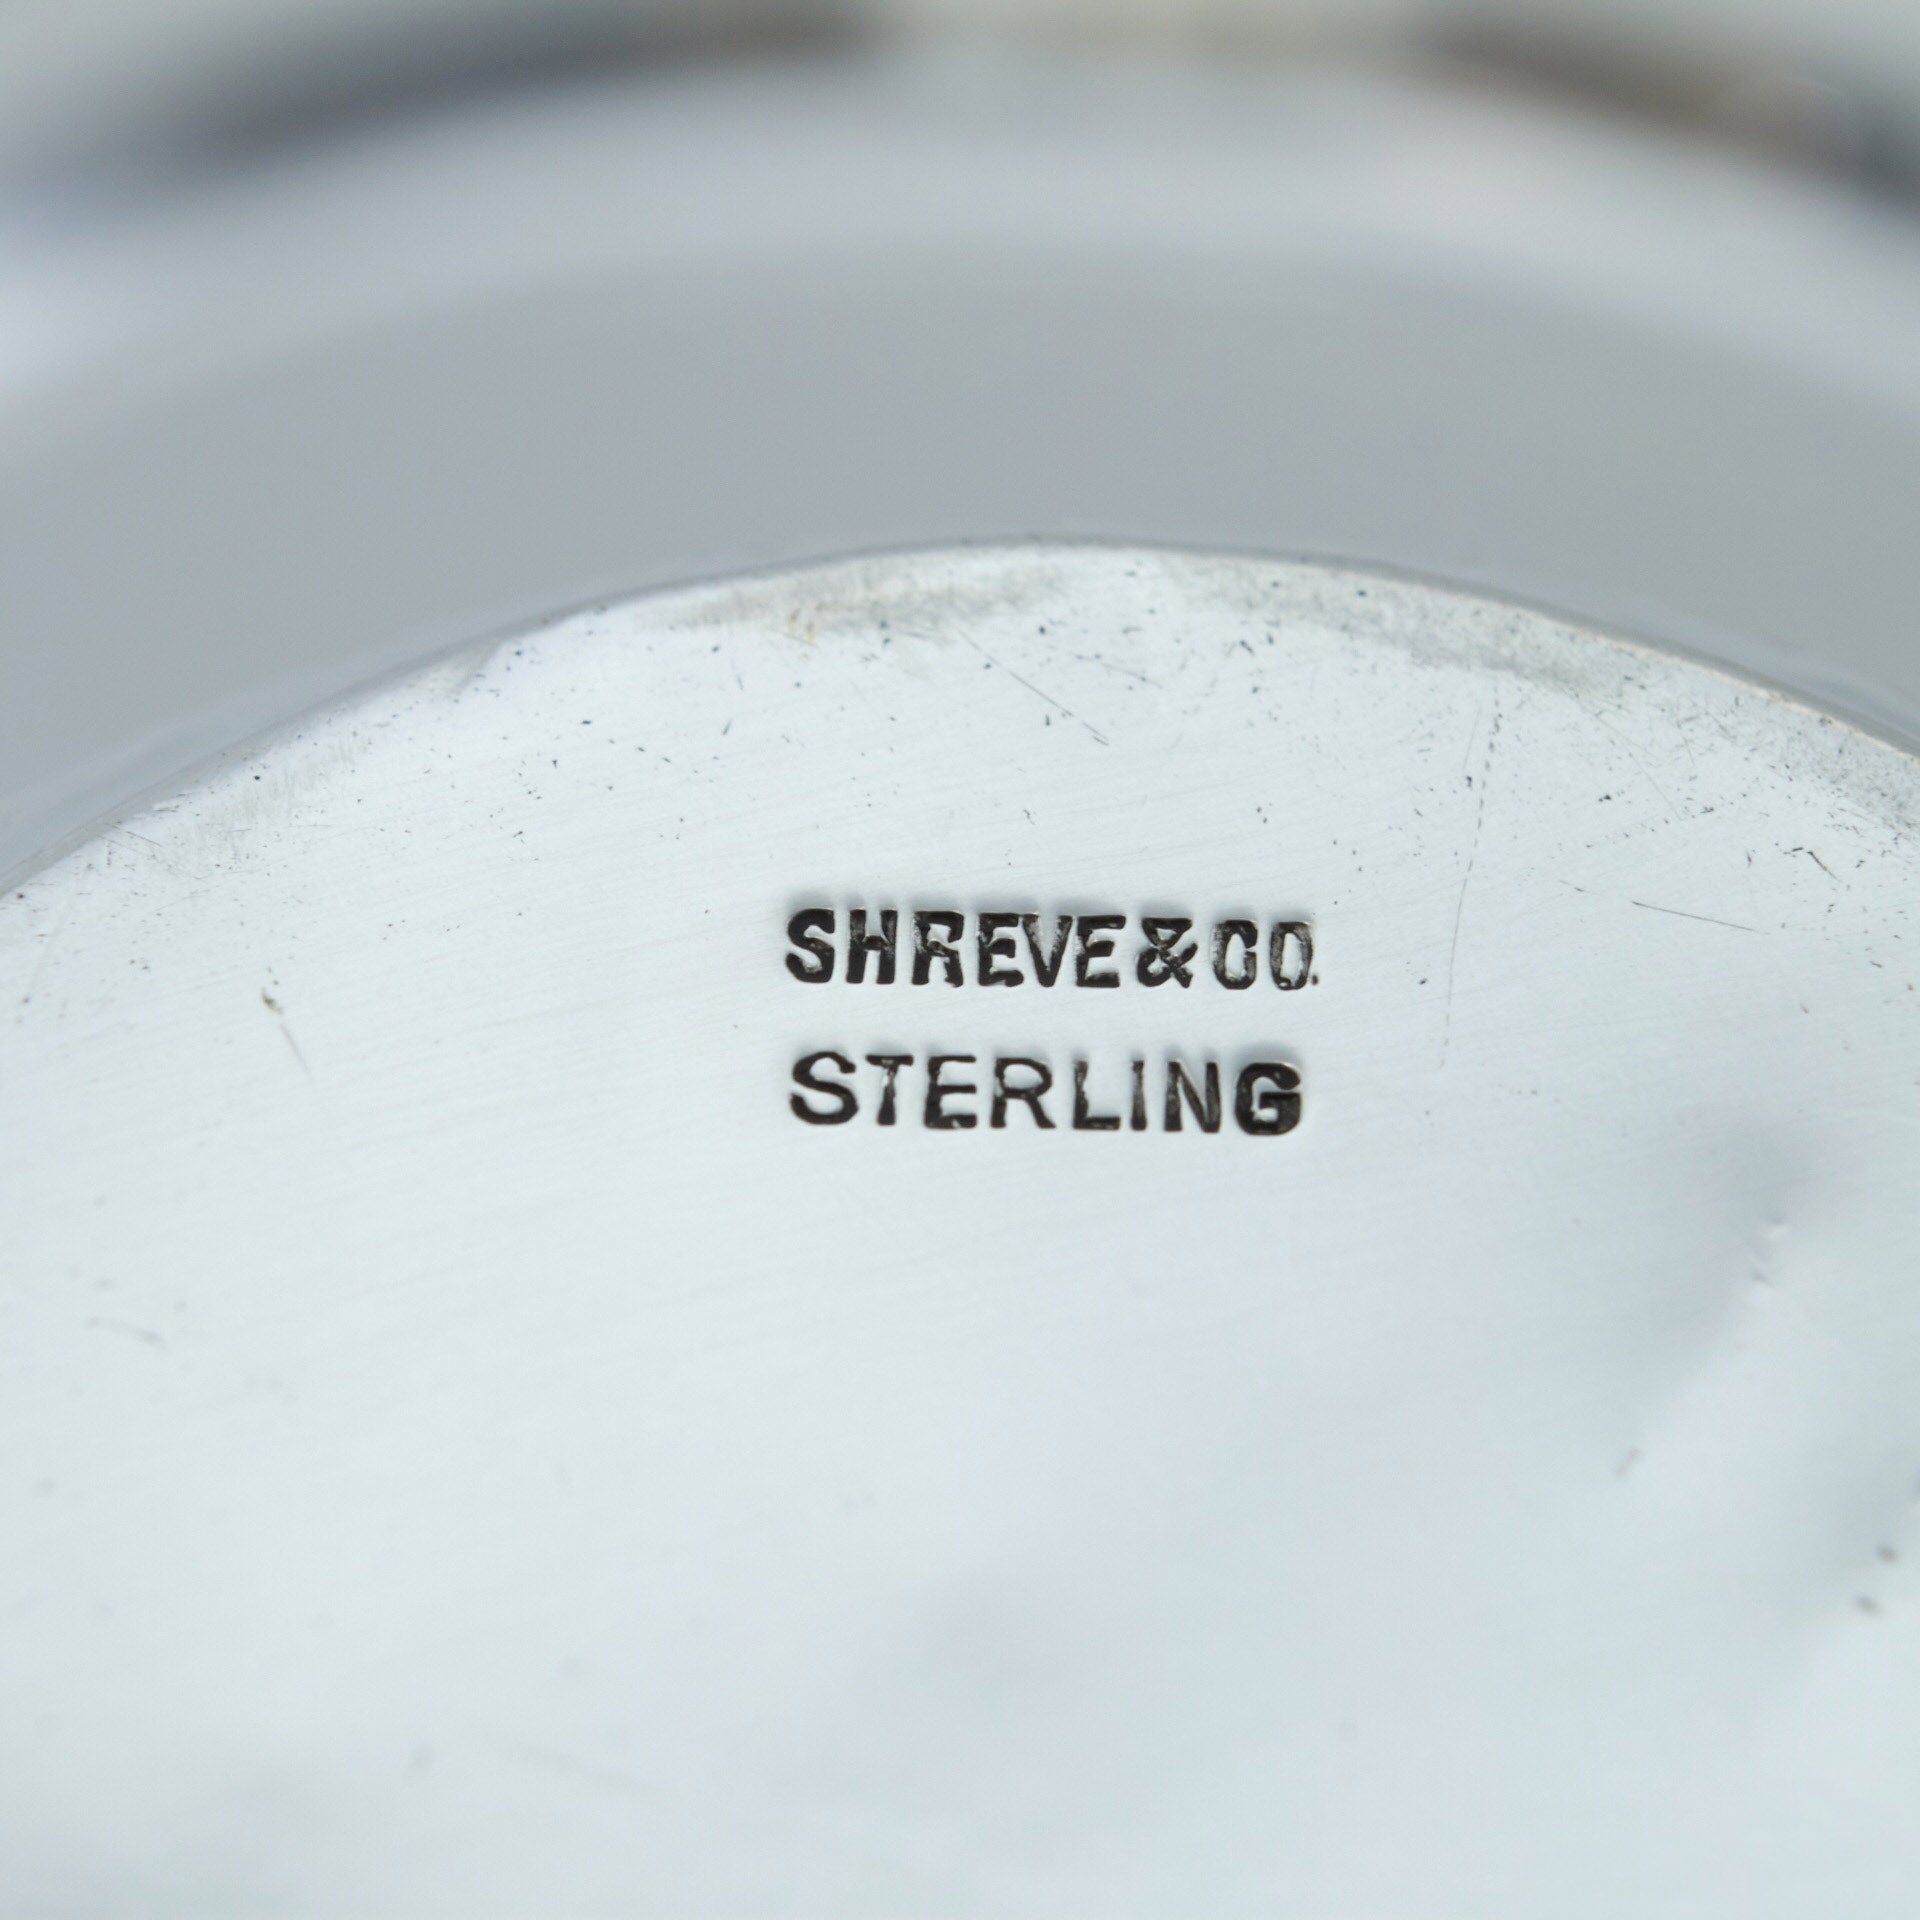 SHREVE & CO.
STERLING